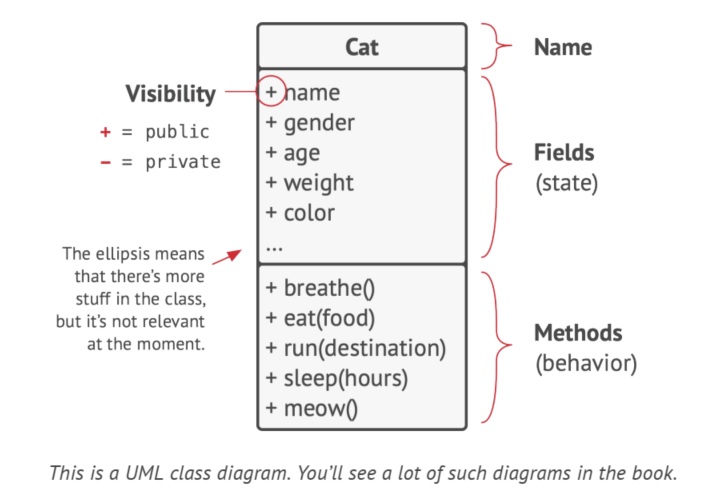 Cat
Name
Visibility
+ = public
– = private
+ name
+ gender
+ age
+ weight
+ color
...
Fields
(state)
The ellipsis means
that there's more
stuff in the class,
but it's not relevant
at the moment.
+ breathe()
+ eat(food)
+ run(destination)
+ sleep(hours)
+ meow()
Methods
(behavior)
This is a UML class diagram. You'll see a lot of such diagrams in the book.